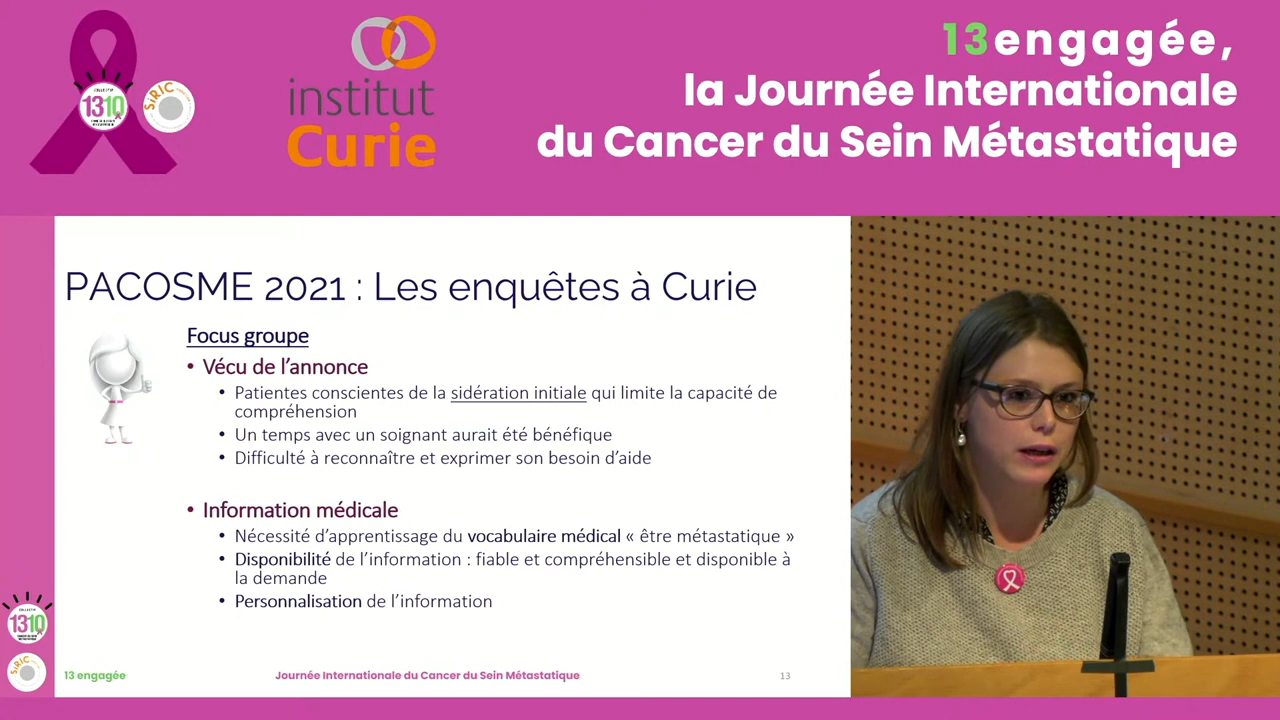 1310
SiRIC
institut
Curie
13engagée,
la Journée Internationale
du Cancer du Sein Métastatique
PACOSME 2021 : Les enquêtes à Curie
Focus groupe
• Vécu de l’annonce
• Patientes conscientes de la sidération initiale qui limite la capacité de
compréhension
• Un temps avec un soignant aurait été bénéfique
• Difficulté à reconnaître et exprimer son besoin d’aide
• Information médicale
• Nécessité d’apprentissage du vocabulaire médical « être métastatique »
• Disponibilité de l’information : fiable et compréhensible et disponible à
la demande
• Personnalisation de l’information
1310
SiRIC
13 engagée
Journée Internationale du Cancer du Sein Métastatique
13